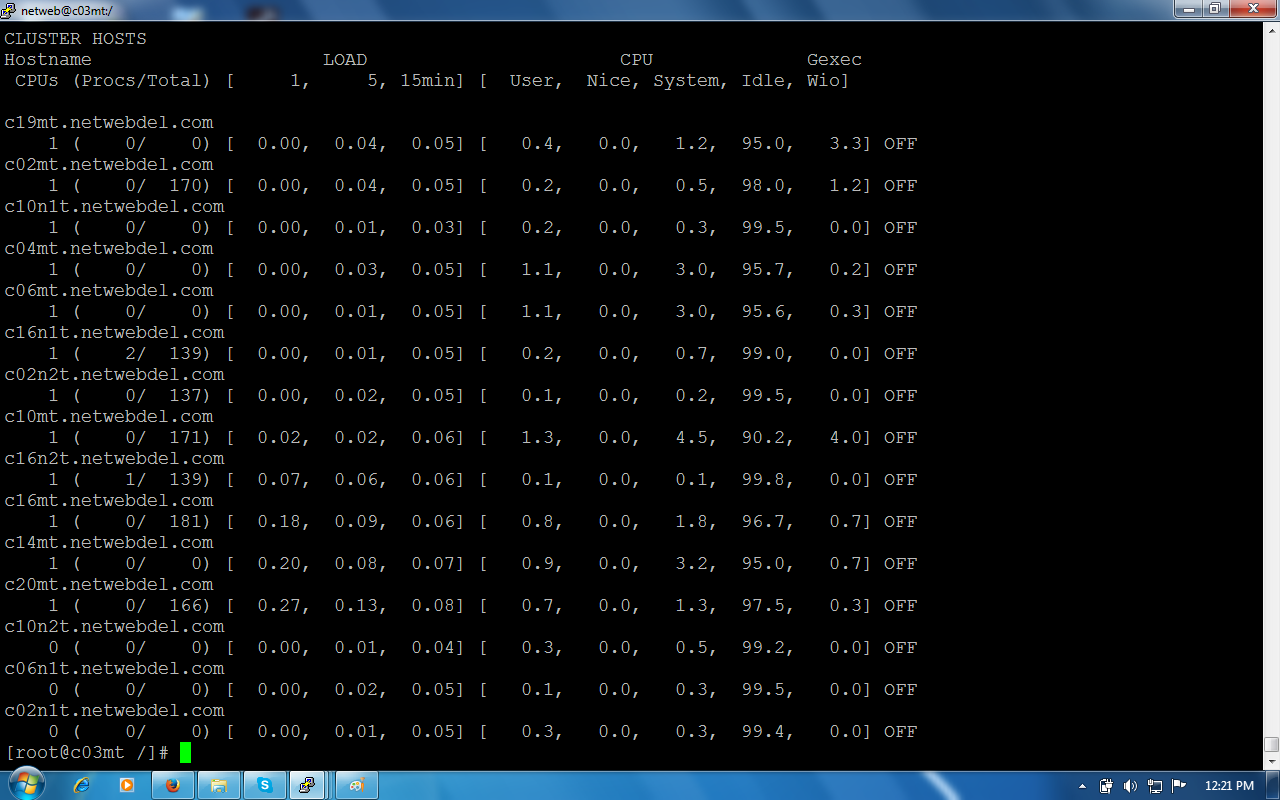 netweb@c03mt:/
CLUSTER HOSTS
Hostname                     LOAD                       CPU              Gexec
 CPUs (Procs/Total) [     1,     5, 15min] [  User,  Nice, System, Idle, Wio]
c19mt.netwebdel.com
    1 (    0/    0) [  0.00,  0.04,  0.05] [   0.4,   0.0,   1.2,  95.0,   3.3] OFF
c02mt.netwebdel.com
    1 (    0/  170) [  0.00,  0.04,  0.05] [   0.2,   0.0,   0.5,  98.0,   1.2] OFF
c10n1t.netwebdel.com
    1 (    0/    0) [  0.00,  0.01,  0.03] [   0.2,   0.0,   0.3,  99.5,   0.0] OFF
c04mt.netwebdel.com
    1 (    0/    0) [  0.00,  0.03,  0.05] [   1.1,   0.0,   3.0,  95.7,   0.2] OFF
c06mt.netwebdel.com
    1 (    0/    0) [  0.00,  0.01,  0.05] [   1.1,   0.0,   3.0,  95.6,   0.3] OFF
c16n1t.netwebdel.com
    1 (    2/  139) [  0.00,  0.01,  0.05] [   0.2,   0.0,   0.7,  99.0,   0.0] OFF
c02n2t.netwebdel.com
    1 (    0/  137) [  0.00,  0.02,  0.05] [   0.1,   0.0,   0.2,  99.5,   0.0] OFF
c10mt.netwebdel.com
    1 (    0/  171) [  0.02,  0.02,  0.06] [   1.3,   0.0,   4.5,  90.2,   4.0] OFF
c16n2t.netwebdel.com
    1 (    1/  139) [  0.07,  0.06,  0.06] [   0.1,   0.0,   0.1,  99.8,   0.0] OFF
c16mt.netwebdel.com
    1 (    0/  181) [  0.18,  0.09,  0.06] [   0.8,   0.0,   1.8,  96.7,   0.7] OFF
c14mt.netwebdel.com
    1 (    0/    0) [  0.20,  0.08,  0.07] [   0.9,   0.0,   3.2,  95.0,   0.7] OFF
c20mt.netwebdel.com
    1 (    0/  166) [  0.27,  0.13,  0.08] [   0.7,   0.0,   1.3,  97.5,   0.3] OFF
c10n2t.netwebdel.com
    0 (    0/    0) [  0.00,  0.01,  0.04] [   0.3,   0.0,   0.5,  99.2,   0.0] OFF
c06n1t.netwebdel.com
    0 (    0/    0) [  0.00,  0.02,  0.05] [   0.1,   0.0,   0.3,  99.5,   0.0] OFF
c02n1t.netwebdel.com
    0 (    0/    0) [  0.00,  0.01,  0.05] [   0.3,   0.0,   0.3,  99.4,   0.0] OFF
[root@c03mt /]#
12:21 PM